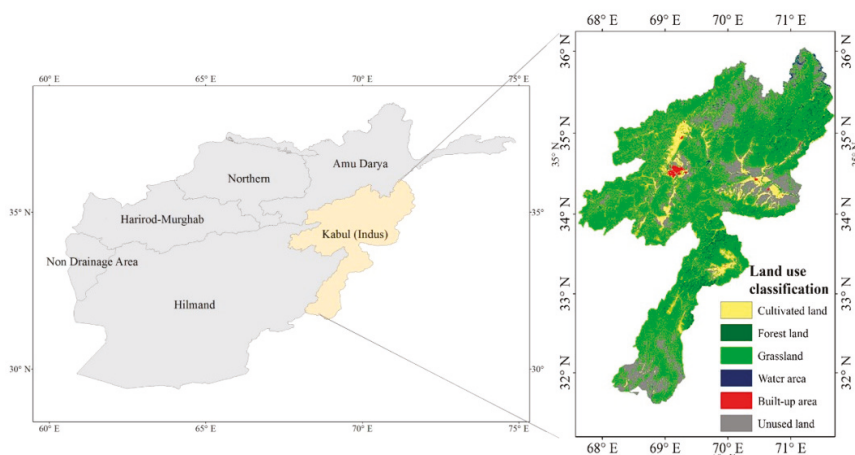 60° E
65° E
70° E
75° E
35° N
30° N
Amu Darya
Northern
Harirod-Murghab
Kabul (Indus)
Non Drainage Area
Hilmand
35° N
30° N
60° E
65° E
70° E
75° E
68° E
69° E
70° E
71° E
36° N
35° N
34° N
33° N
32° N
35° N
36° N
35° N
34° N
33° N
32° N
Land use
classification
Cultivated land
Forest land
Grassland
Water area
Built-up area
Unused land
68° E
69° E
70° E
71° E